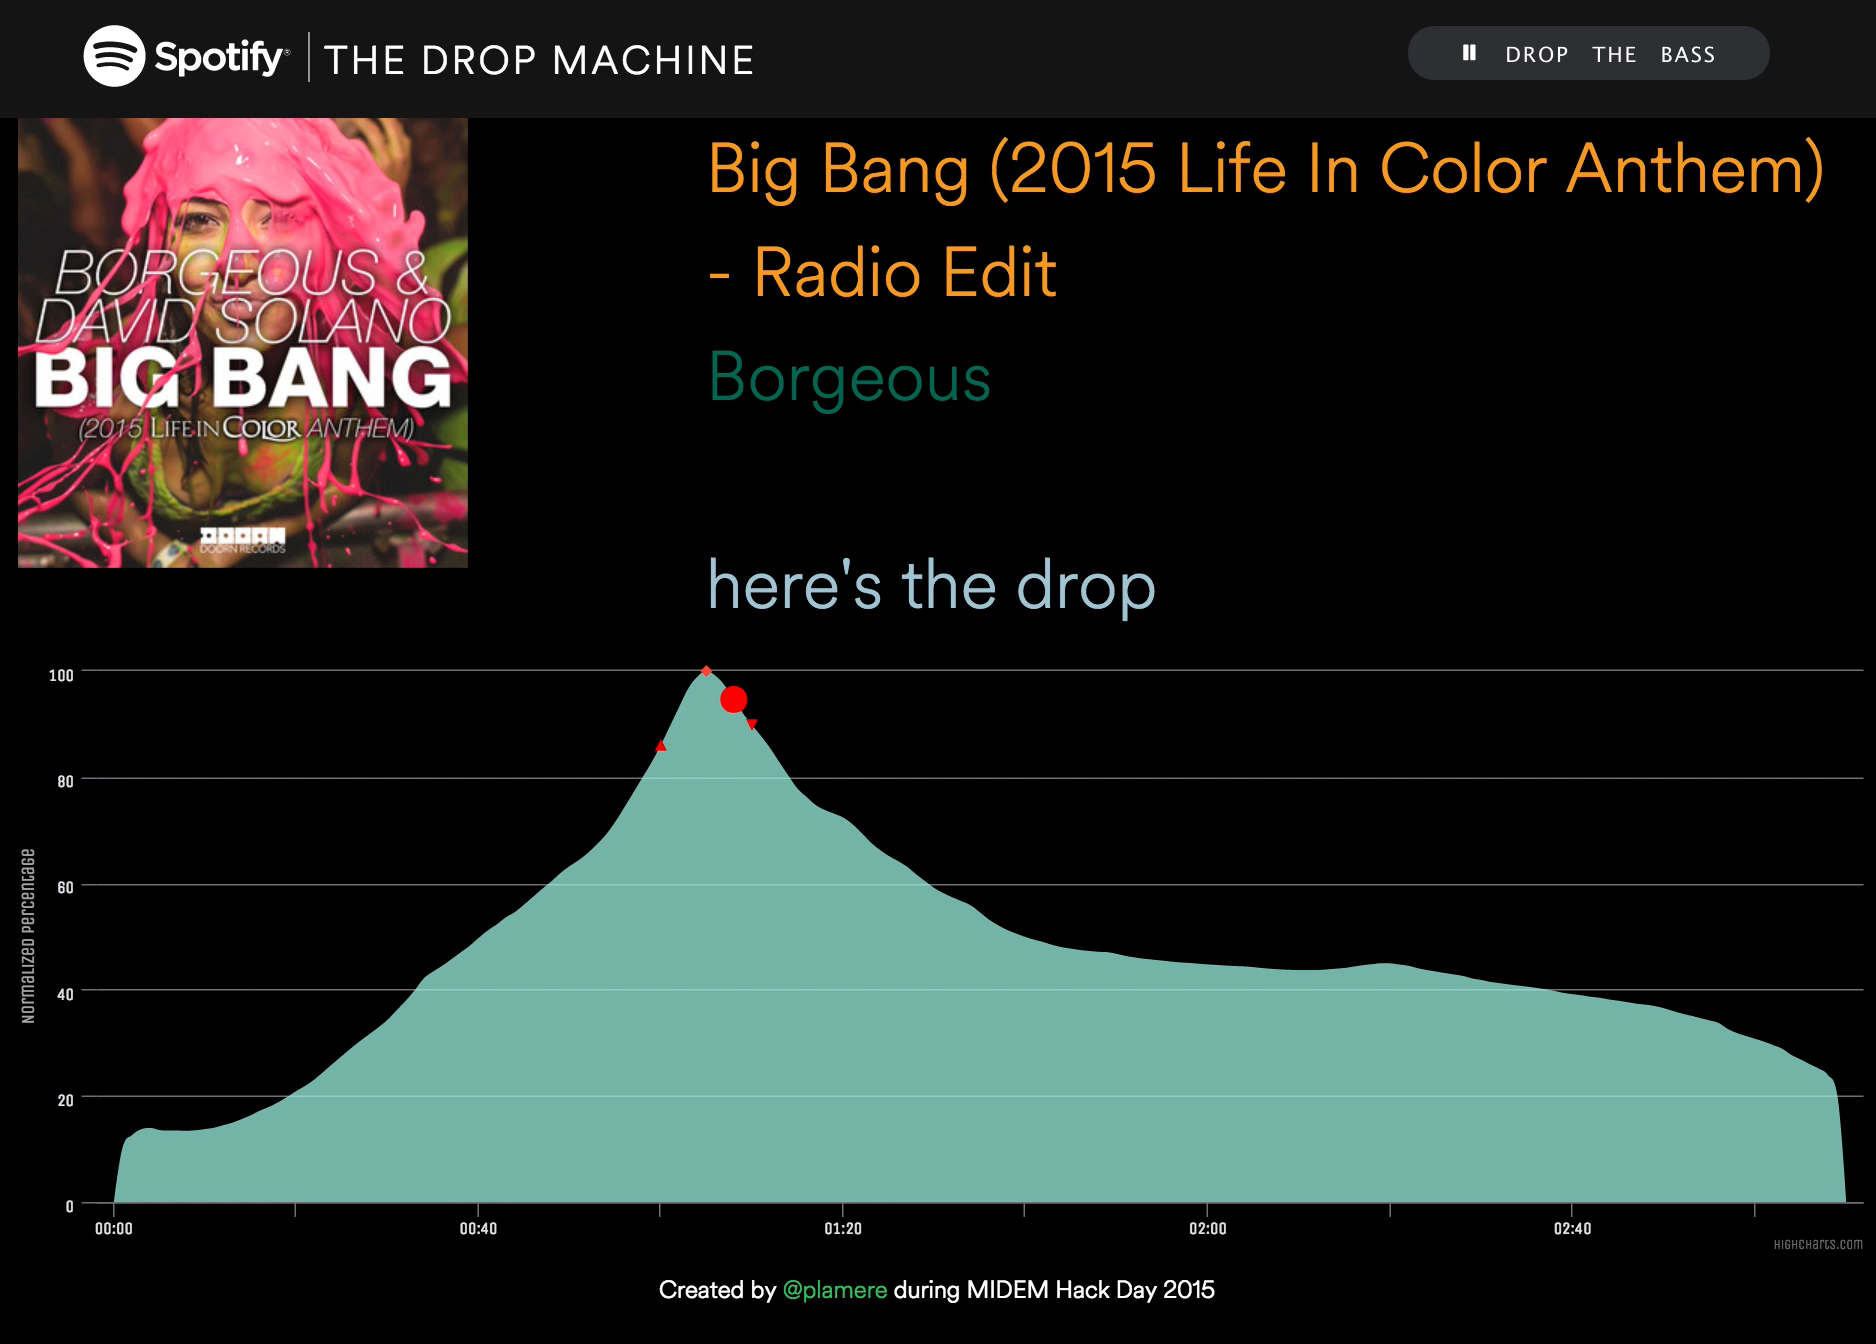 Spotify® THE DROP MACHINE
DROP THE BASS
BORGEOUS &
DAVID SOLANO
BIG BANG
(2015 LIFE IN COLOR ANTHEM)
DOORN
DOORN RECORDS
Big Bang (2015 Life In Color Anthem)
- Radio Edit
Borgeous
here's the drop
Normalized Percentage
100
80
60
40
20
0
00:00 00:40 01:20 02:00 02:40
Highcharts.com
Created by @plamere during MIDEM Hack Day 2015